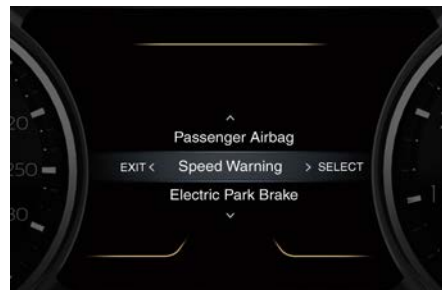 Passenger Airbag
EXIT < Speed Warning > SELECT
Electric Park Brake